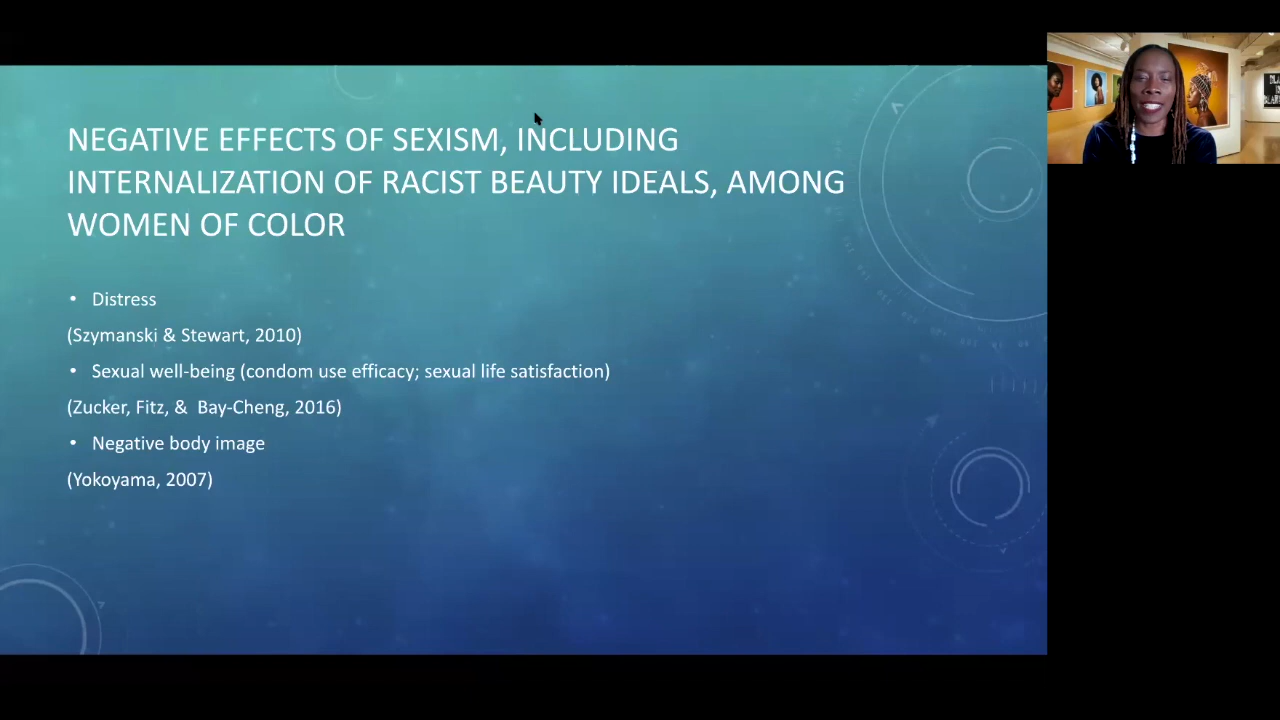 NEGATIVE EFFECTS OF SEXISM, INCLUDING
INTERNALIZATION OF RACIST BEAUTY IDEALS, AMONG
WOMEN OF COLOR
• Distress
(Szymanski & Stewart, 2010)
• Sexual well-being (condom use efficacy; sexual life satisfaction)
(Zucker, Fitz, & Bay-Cheng, 2016)
• Negative body image
(Yokoyama, 2007)